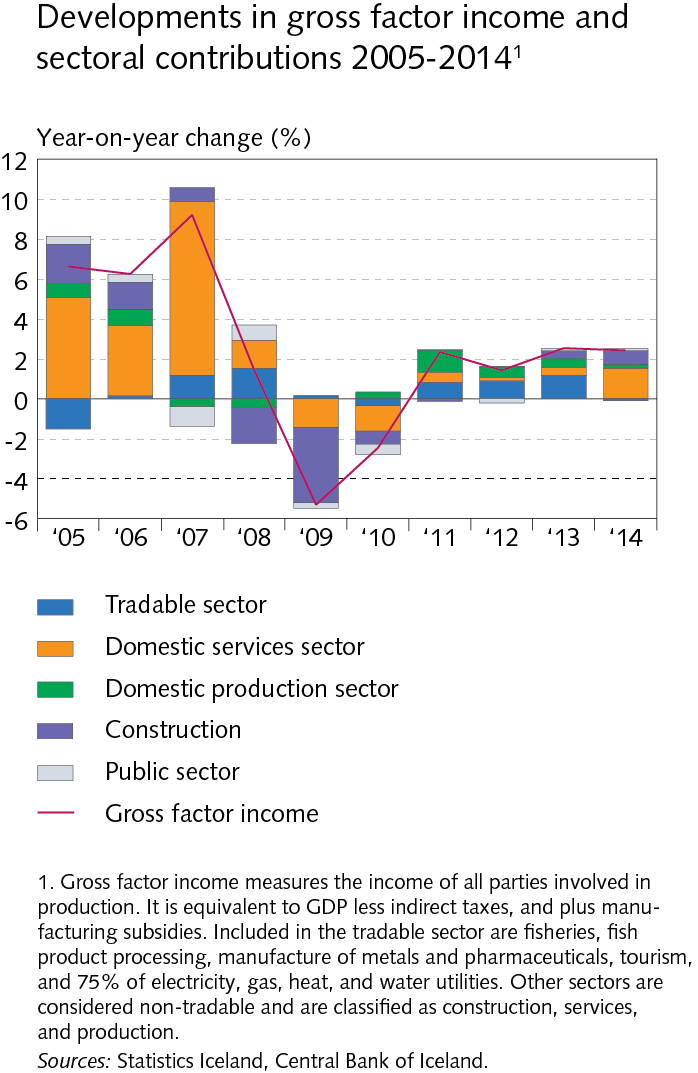 Developments in gross factor income and
sectoral contributions 2005-2014¹
Year-on-year change (%)
12
10
8
6
4
2
0
-2
-4
-6
‘05 ‘06 ‘07 ‘08 ‘09 ‘10 ‘11 ‘12 ‘13 ‘14
Tradable sector
Domestic services sector
Domestic production sector
Construction
Public sector
Gross factor income
1. Gross factor income measures the income of all parties involved in
production. It is equivalent to GDP less indirect taxes, and plus manu-
facturing subsidies. Included in the tradable sector are fisheries, fish
product processing, manufacture of metals and pharmaceuticals, tourism,
and 75% of electricity, gas, heat, and water utilities. Other sectors are
considered non-tradable and are classified as construction, services,
and production.
Sources: Statistics Iceland, Central Bank of Iceland.